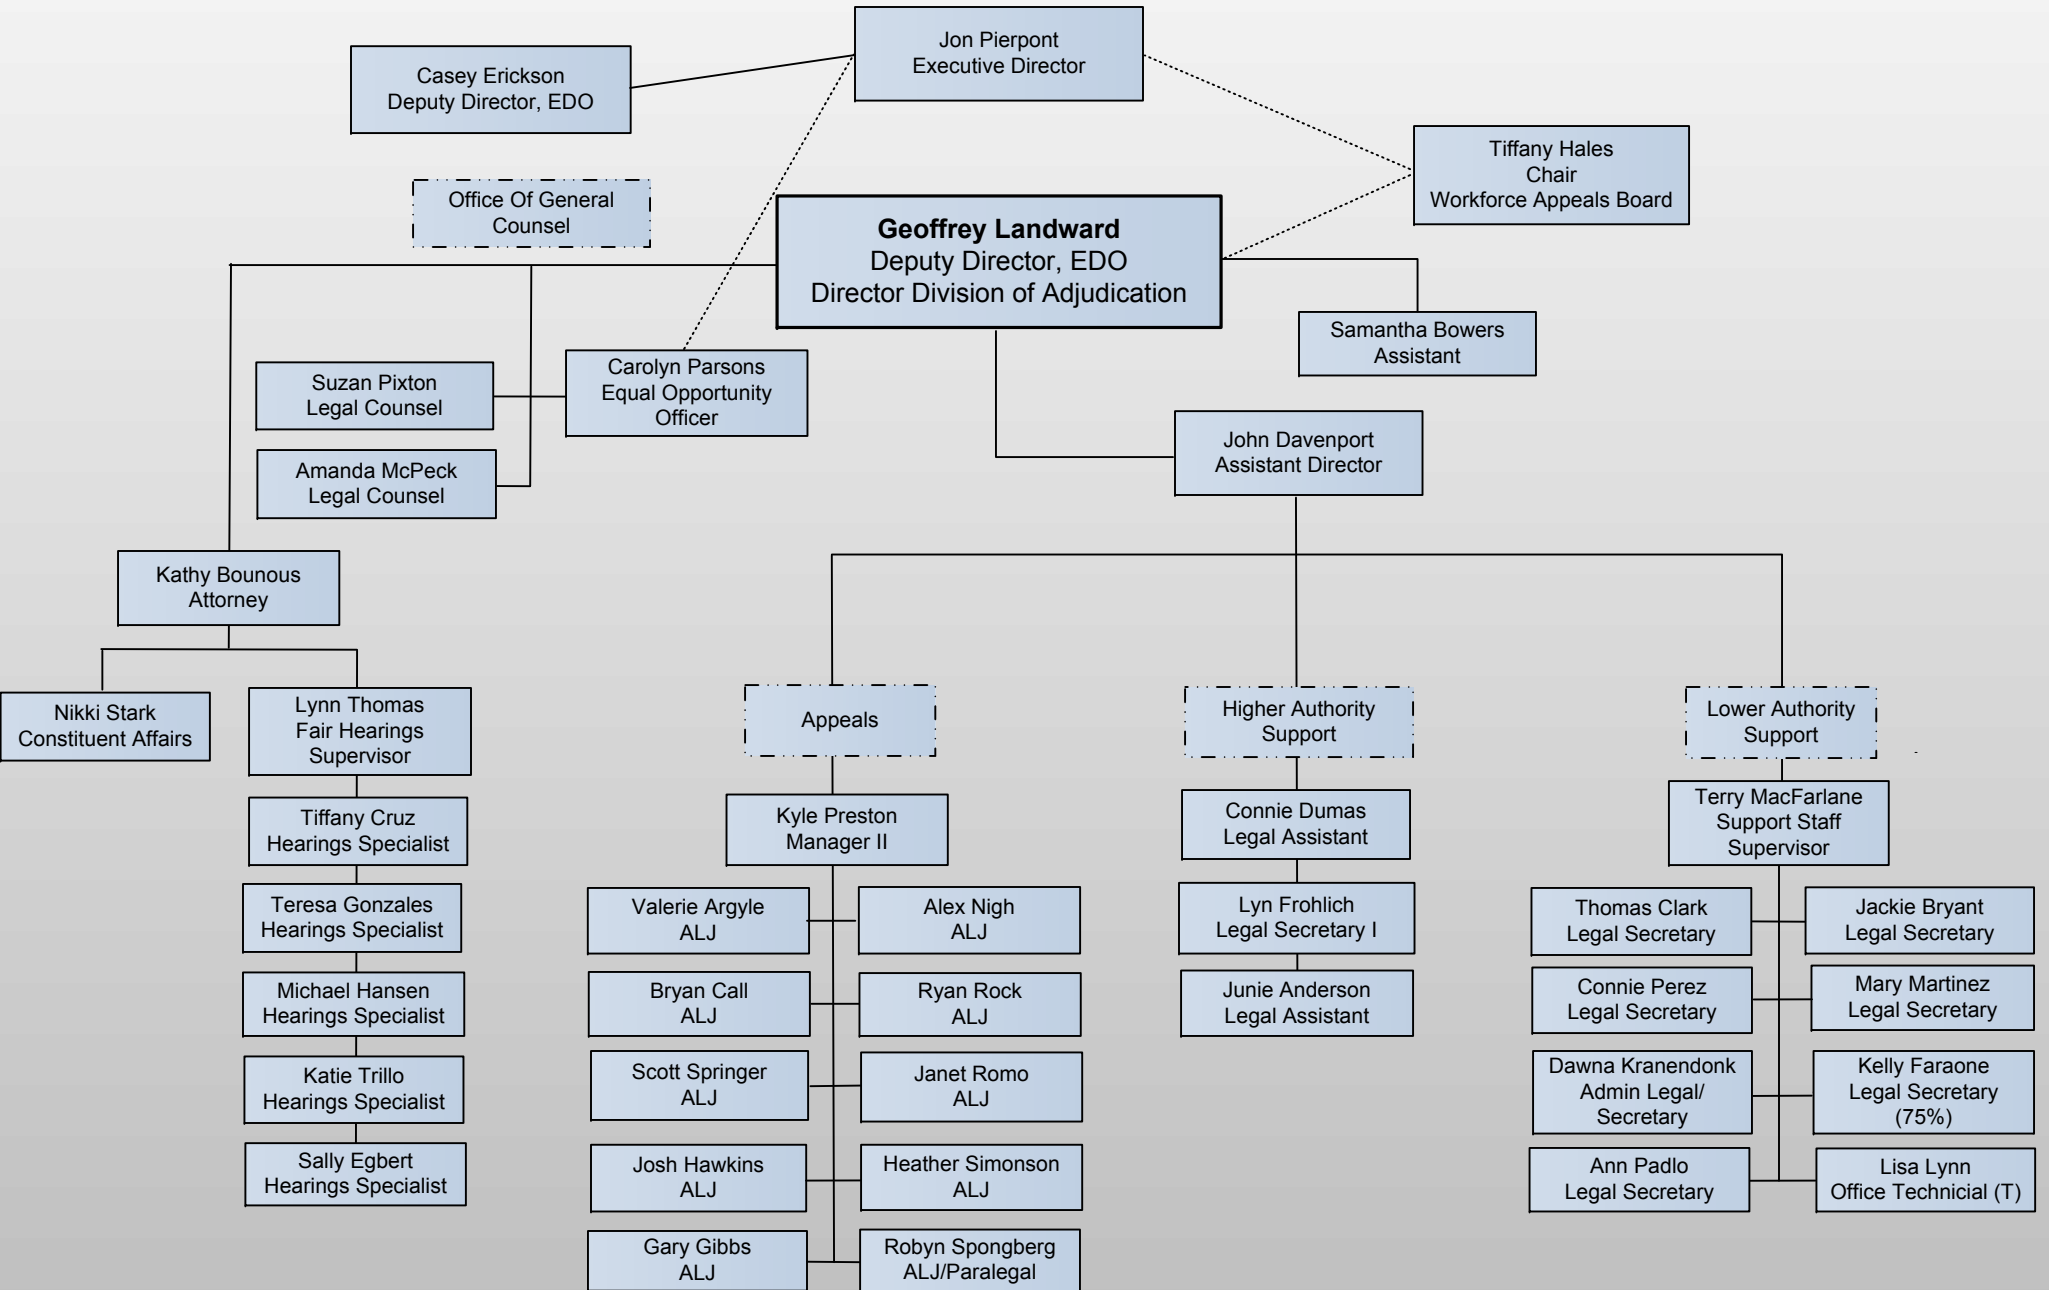 Jon Pierpont
Executive Director
Casey Erickson
Deputy Director, EDO
Tiffany Hales
Chair
Workforce Appeals Board
Office Of General
Counsel
Geoffrey Landward
Deputy Director, EDO
Director Division of Adjudication
Samantha Bowers
Assistant
Suzan Pixton
Legal Counsel
Carolyn Parsons
Equal Opportunity
Officer
John Davenport
Assistant Director
Amanda McPeck
Legal Counsel
Kathy Bounous
Attorney
Nikki Stark
Constituent Affairs
Lynn Thomas
Fair Hearings
Supervisor
Tiffany Cruz
Hearings Specialist
Teresa Gonzales
Hearings Specialist
Michael Hansen
Hearings Specialist
Katie Trillo
Hearings Specialist
Sally Egbert
Hearings Specialist
Appeals
Kyle Preston
Manager II
Valerie Argyle
ALJ
Alex Nigh
ALJ
Bryan Call
ALJ
Ryan Rock
ALJ
Scott Springer
ALJ
Janet Romo
ALJ
Josh Hawkins
ALJ
Heather Simonson
ALJ
Gary Gibbs
ALJ
Robyn Spongberg
ALJ/Paralegal
Higher Authority
Support
Connie Dumas
Legal Assistant
Lyn Frohlich
Legal Secretary I
Junie Anderson
Legal Assistant
Lower Authority
Support
Terry MacFarlane
Support Staff
Supervisor
Thomas Clark
Legal Secretary
Jackie Bryant
Legal Secretary
Connie Perez
Legal Secretary
Mary Martinez
Legal Secretary
Dawna Kranendonk
Admin Legal/
Secretary
Kelly Faraone
Legal Secretary
(75%)
Ann Padlo
Legal Secretary
Lisa Lynn
Office Technicial (T)